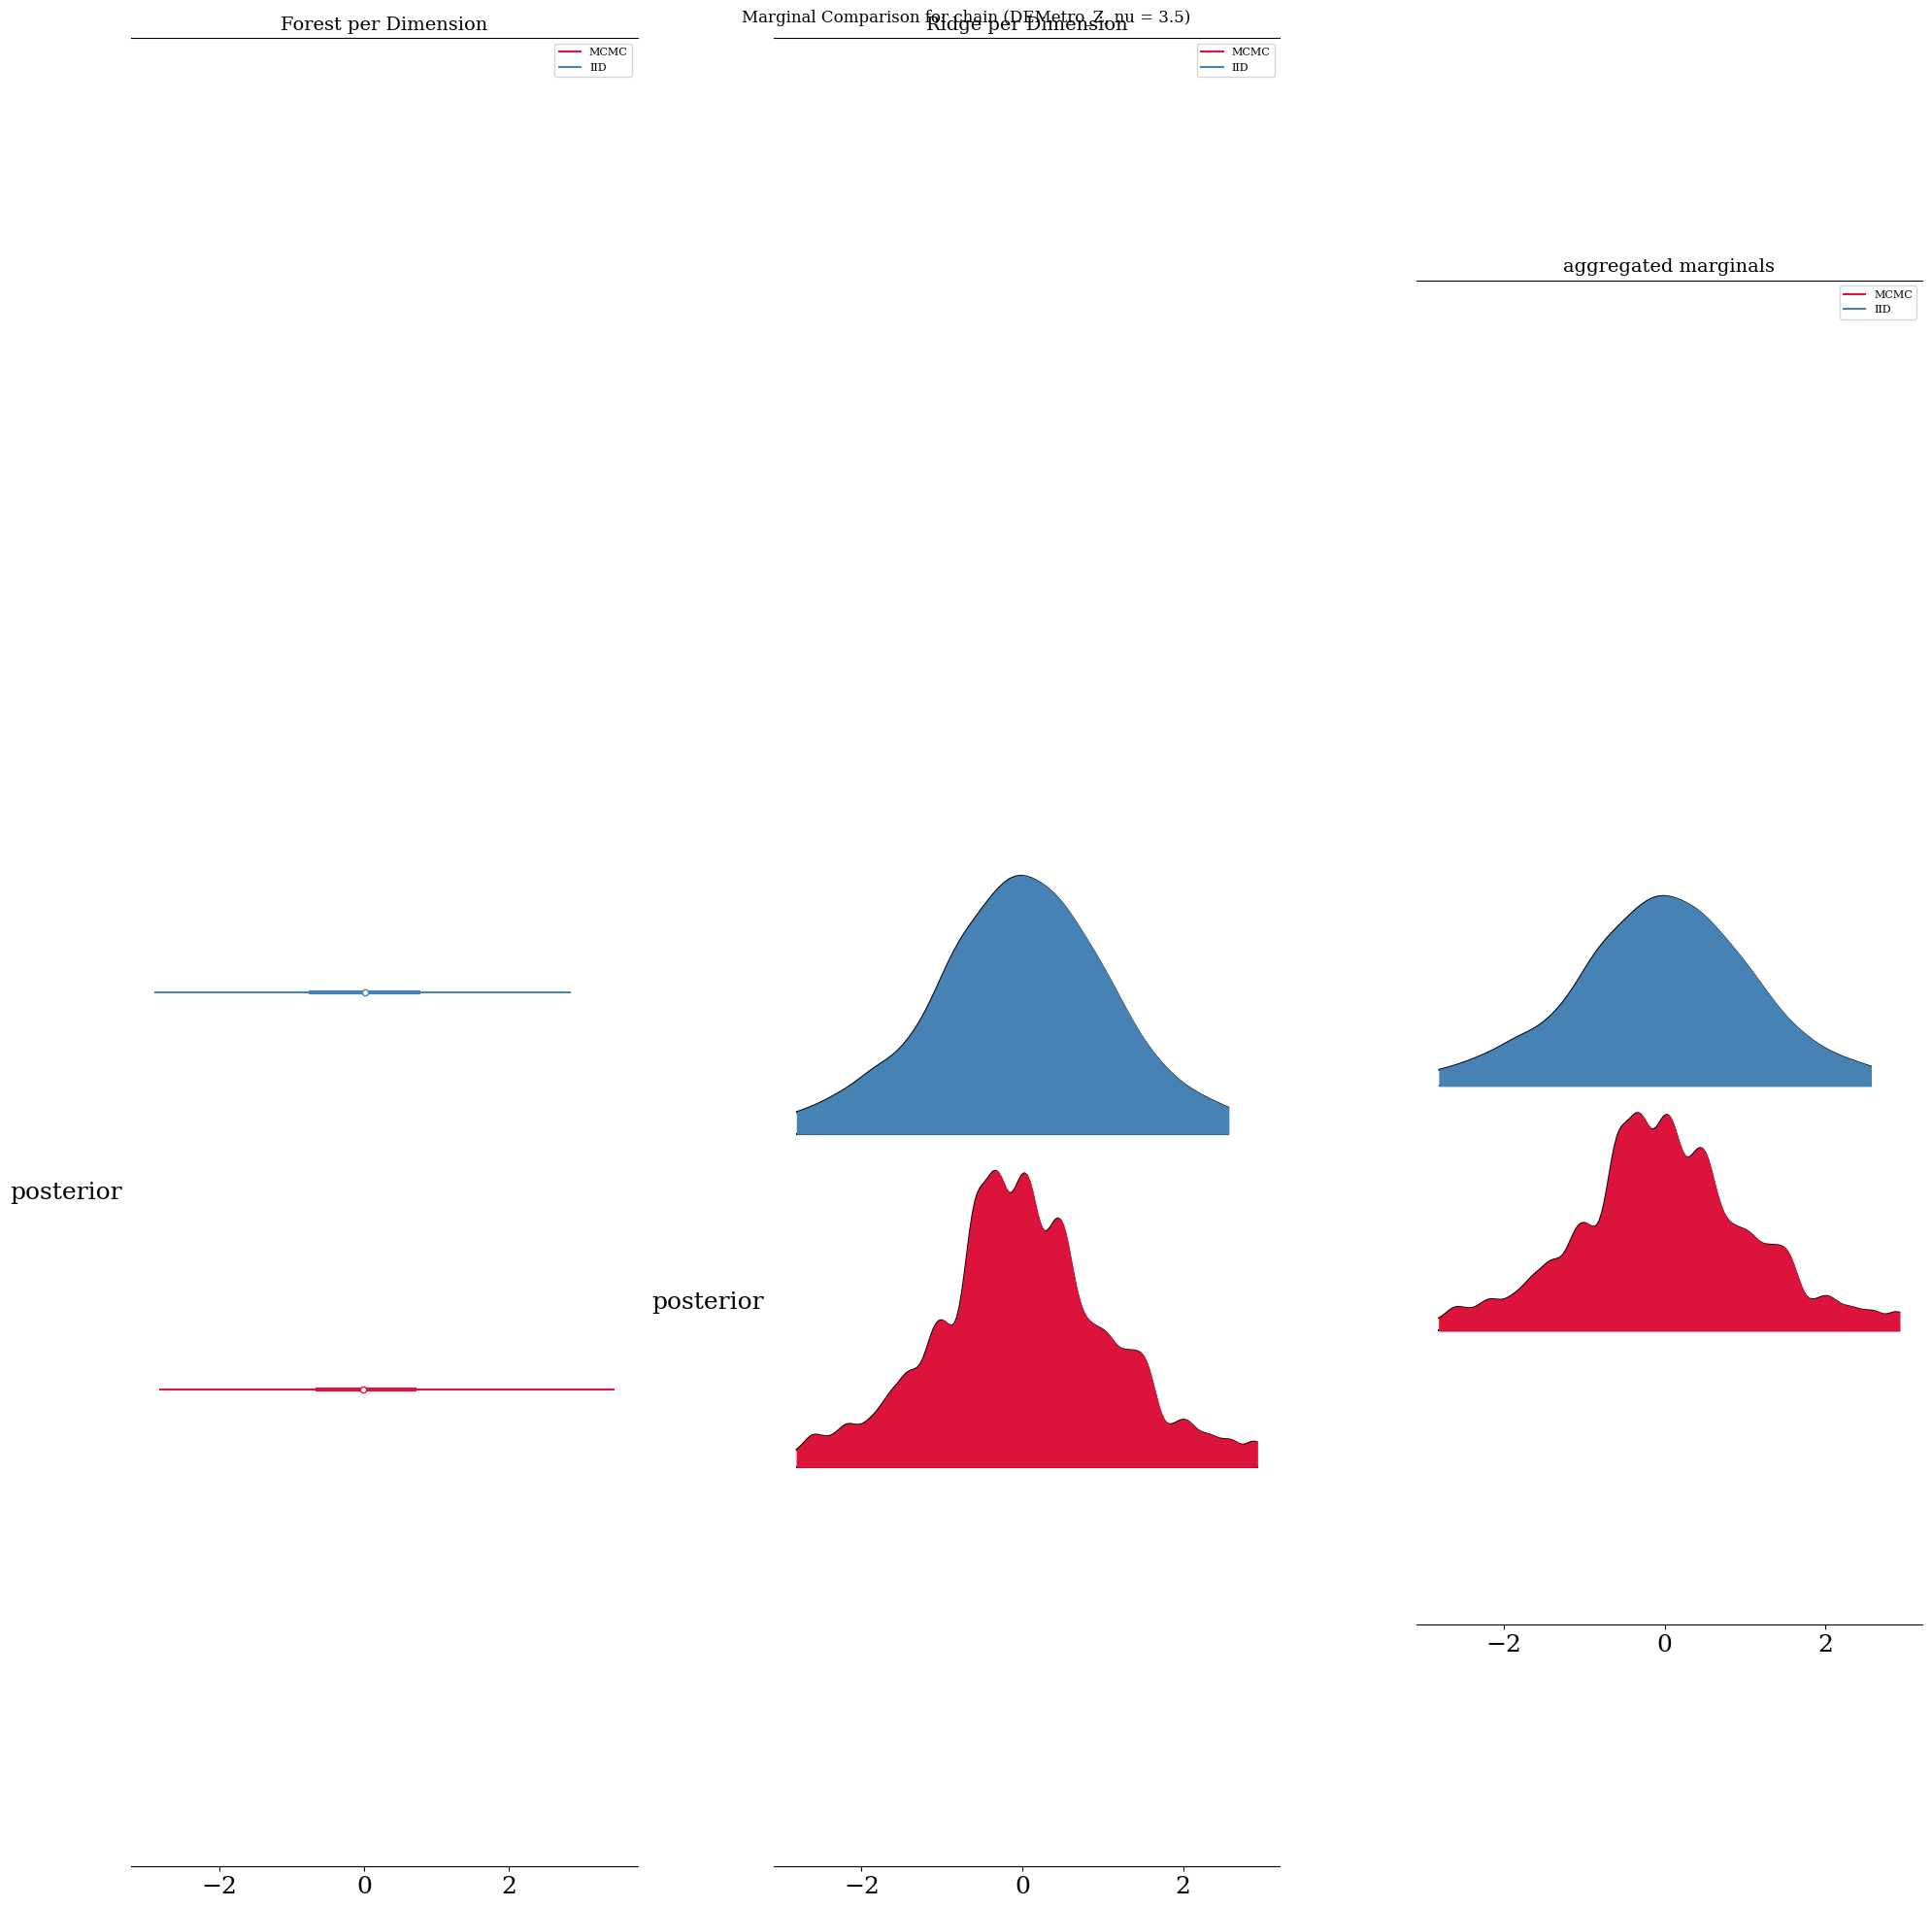 Marginal Comparison for chain (DEMetro_Z, nu = 3.5)
Forest per Dimension
MCMC
IID
posterior
−2
0
2
Ridge per Dimension
MCMC
IID
posterior
−2
0
2
aggregated marginals
MCMC
IID
−2
0
2